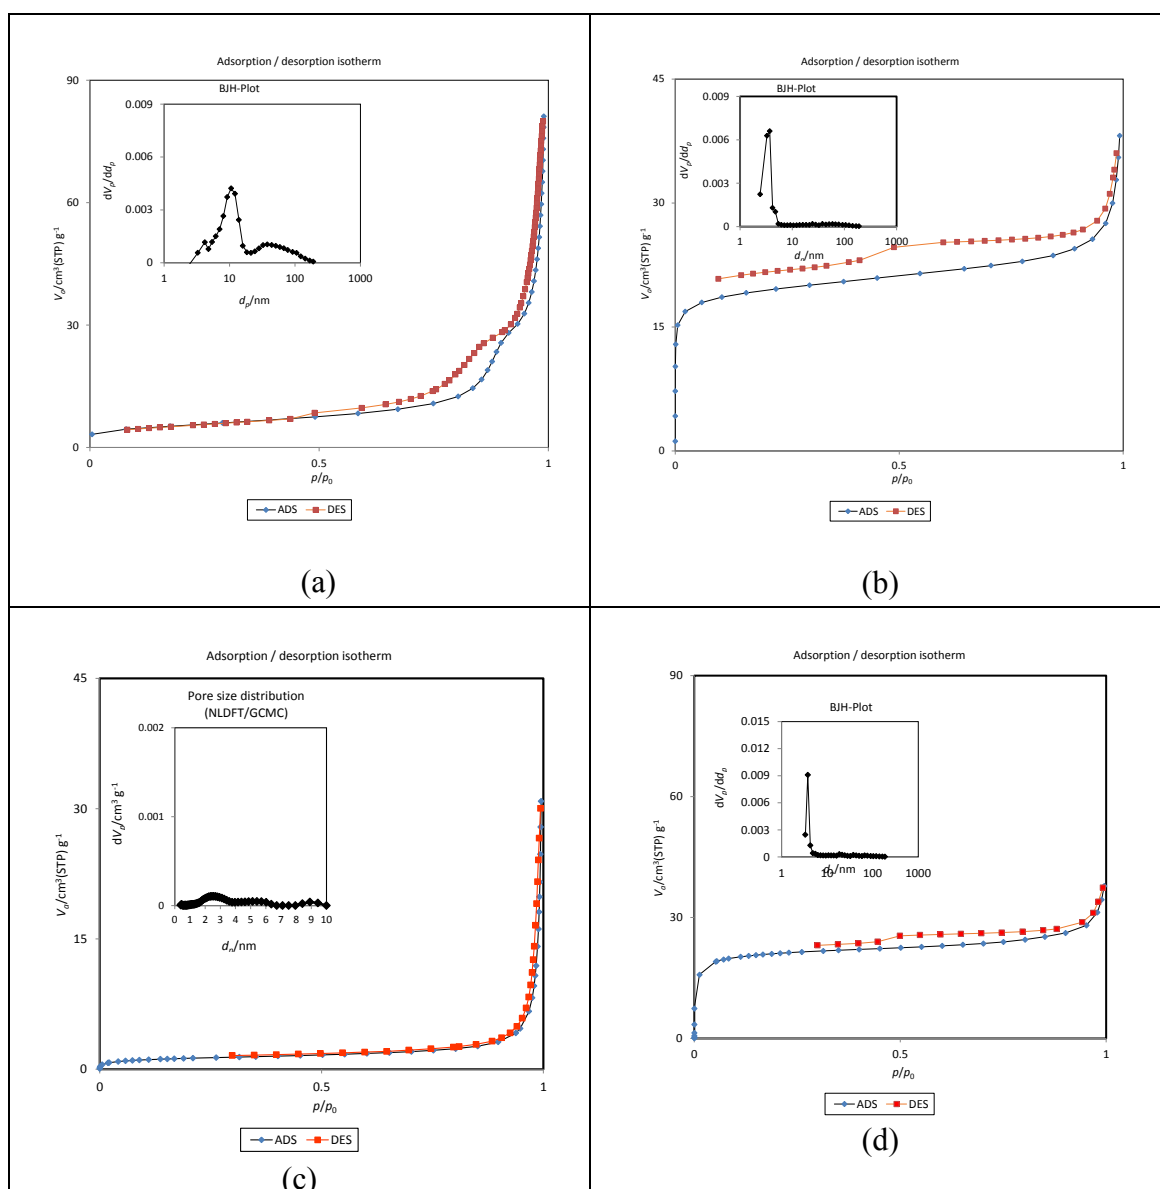 Adsorption / desorption isotherm
90
BJH-Plot
0.009
0.006
0.003
0
1
10
100
1000
dVp/ddp
dp/nm
60
30
0
Va/cm³(STP) g⁻¹
0
0.5
1
p/p₀
ADS
DES
(a)
Adsorption / desorption isotherm
45
BJH-Plot
0.009
0.006
0.003
0
1
10
100
1000
dVp/ddp
/nm
30
15
0
Va/cm³(STP) g⁻¹
0
0.5
1
p/p₀
ADS
DES
(b)
Adsorption / desorption isotherm
45
Pore size distribution
(NLDFT/GCMC)
0.002
0.001
0
0 1 2 3 4 5 6 7 8 9 10
/nm
30
15
0
Va/cm³(STP) g⁻¹
0
0.5
1
p/p₀
ADS
DES
(c)
Adsorption / desorption isotherm
90
BJH-Plot
0.015
0.012
0.009
0.006
0.003
0
1
10
100
1000
dVp/ddp
/nm
60
30
0
Va/cm³(STP) g⁻¹
0
0.5
1
p/p₀
ADS
DES
(d)